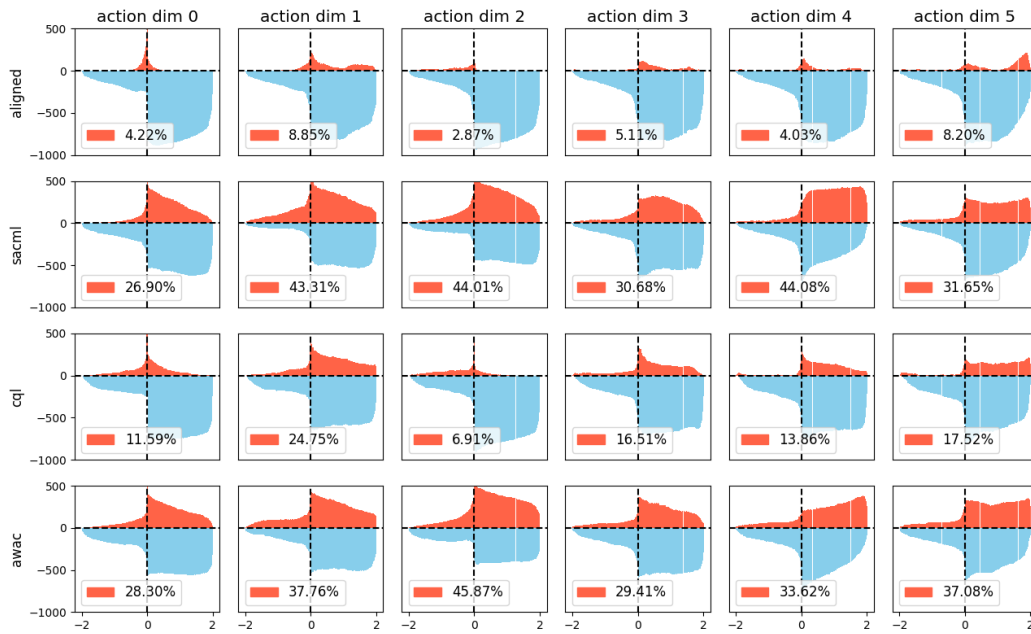 action dim 0 action dim 1 action dim 2 action dim 3 action dim 4 action dim 5
500
0
−500
−1000
aligned
4.22% 8.85% 2.87% 5.11% 4.03% 8.20%
500
0
−500
−1000
sacml
26.90% 43.31% 44.01% 30.68% 44.08% 31.65%
500
0
−500
−1000
cql
11.59% 24.75% 6.91% 16.51% 13.86% 17.52%
500
0
−500
−1000
awac
28.30% 37.76% 45.87% 29.41% 33.62% 37.08%
−2 0 2 −2 0 2 −2 0 2 −2 0 2 −2 0 2 −2 0 2